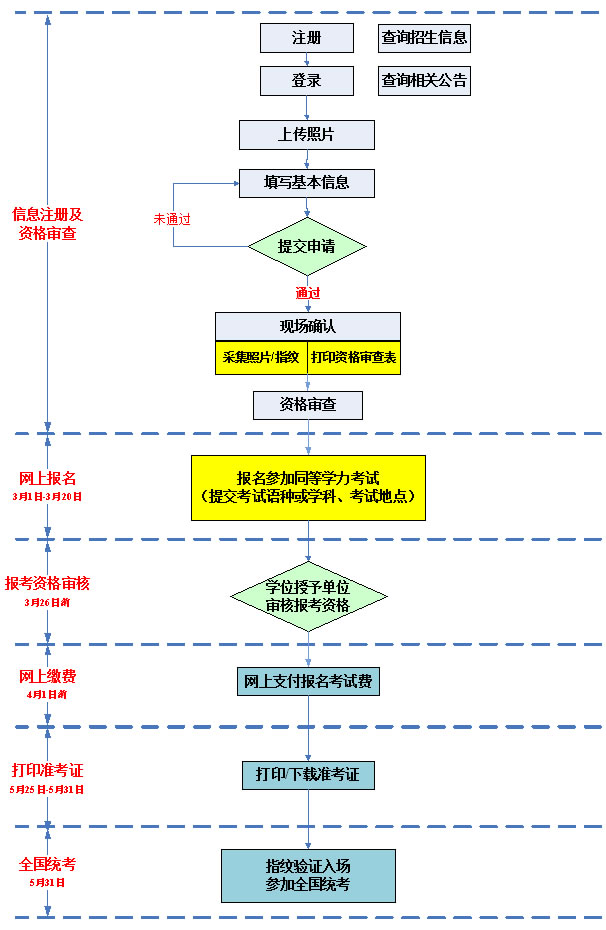 注册
查询招生信息
登录
查询相关公告
上传照片
填写基本信息
未通过
信息注册及
资格审查
提交申请
通过
现场确认
采集照片/指纹
打印资格审查表
资格审查
网上报名
3月1日-3月20日
报名参加同等学力考试
（提交考试语种或学科、考试地点）
报考资格审核
3月26日前
学位授予单位
审核报考资格
网上缴费
4月1日前
网上支付报名考试费
打印准考证
5月25日-5月31日
打印/下载准考证
全国统考
5月31日
指纹验证入场
参加全国统考